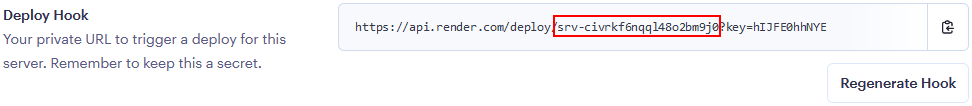 Deploy Hook
https://api.render.com/deploy/srv-civrkf6nqql48o2bm9j0?key=hIJFE0hhNYE
Your private URL to trigger a deploy for this
server. Remember to keep this a secret.
Regenerate Hook